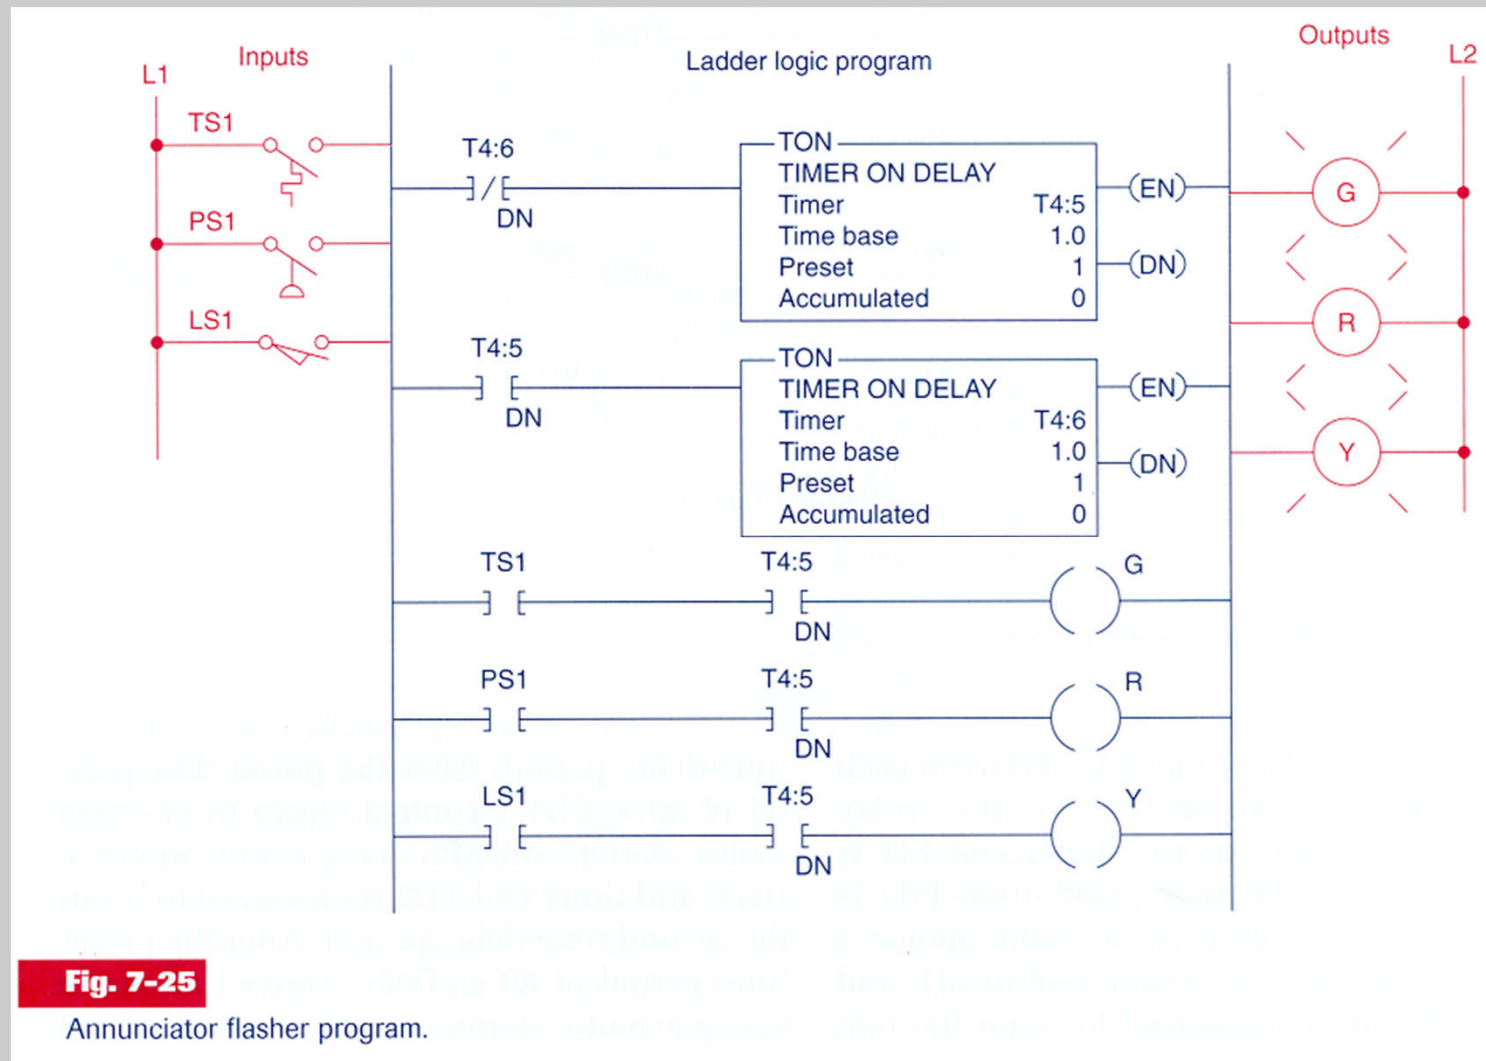 Inputs
Ladder logic program
Outputs
L1
L2
TS1
PS1
LS1
T4:6
DN
TON
TIMER ON DELAY
Timer T4:5
Time base 1.0
Preset 1
Accumulated 0
EN
DN
T4:5
DN
TON
TIMER ON DELAY
Timer T4:6
Time base 1.0
Preset 1
Accumulated 0
EN
DN
G
R
Y
TS1 T4:5 G
DN
PS1 T4:5 R
DN
LS1 T4:5 Y
DN
Fig. 7-25
Annunciator flasher program.